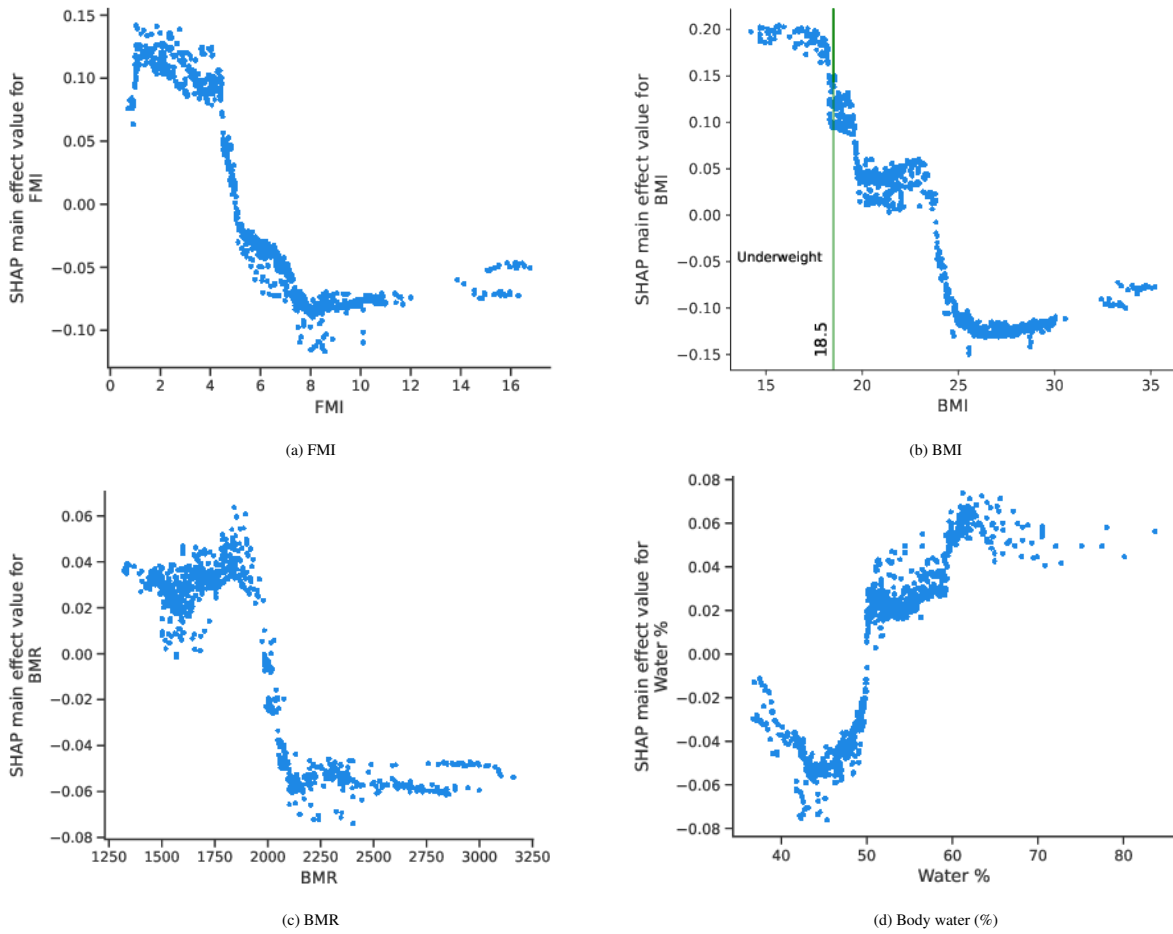 0.15
0.10
0.05
0.00
−0.05
−0.10
SHAP main effect value for
FMI
0 2 4 6 8 10 12 14 16
FMI
(a) FMI
0.20
0.15
0.10
0.05
0.00
−0.05
−0.10
−0.15
SHAP main effect value for
BMI
Underweight
18.5
15 20 25 30 35
BMI
(b) BMI
0.06
0.04
0.02
0.00
−0.02
−0.04
−0.06
−0.08
SHAP main effect value for
BMR
1250 1500 1750 2000 2250 2500 2750 3000 3250
BMR
(c) BMR
0.08
0.06
0.04
0.02
0.00
−0.02
−0.04
−0.06
−0.08
SHAP main effect value for
Water %
40 50 60 70 80
Water %
(d) Body water (%)